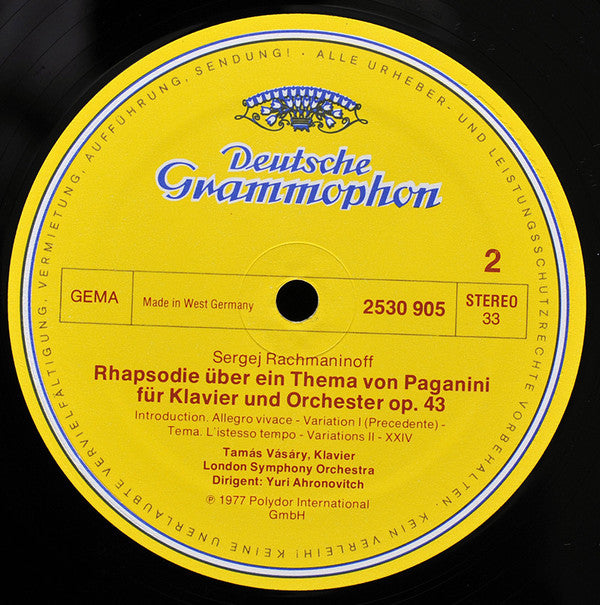 ALLE URHEBER- UND LEISTUNGSSCHUTZRECHTE VORBEHALTEN. KEIN VERLEIH! KEINE UNERLAUBTE VERVIELFÄLTIGUNG, VERMIETUNG, AUFFÜHRUNG, SENDUNG! ·
Deutsche
Grammophon
2
GEMA
Made in West Germany
2530 905
STEREO
33
Sergej Rachmaninoff
Rhapsodie über ein Thema von Paganini
für Klavier und Orchester op. 43
Introduction. Allegro vivace - Variation I (Precedente) -
Tema. L'istesso tempo - Variations II - XXIV
Tamás Vásáry, Klavier
London Symphony Orchestra
Dirigent: Yuri Ahronovitch
℗ 1977 Polydor International
GmbH